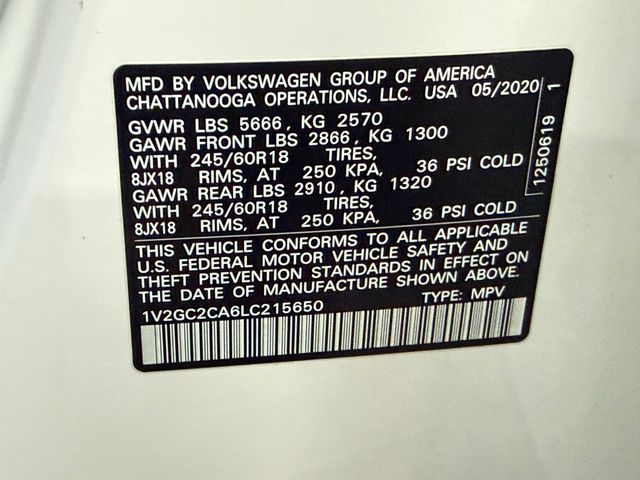 MFD BY VOLKSWAGEN GROUP OF AMERICA
CHATTANOOGA OPERATIONS, LLC. USA 05/2020
GVWR LBS 5666, KG 2570
GAWR FRONT LBS 2866, KG 1300
WITH 245/60R18 TIRES,
8JX18 RIMS, AT 250 KPA, 36 PSI COLD
GAWR REAR LBS 2910, KG 1320
WITH 245/60R18 TIRES,
8JX18 RIMS, AT 250 KPA, 36 PSI COLD
THIS VEHICLE CONFORMS TO ALL APPLICABLE
U.S. FEDERAL MOTOR VEHICLE SAFETY AND
THEFT PREVENTION STANDARDS IN EFFECT ON
THE DATE OF MANUFACTURE SHOWN ABOVE.
1V2GC2CA6LC215650 TYPE: MPV
1250619 1